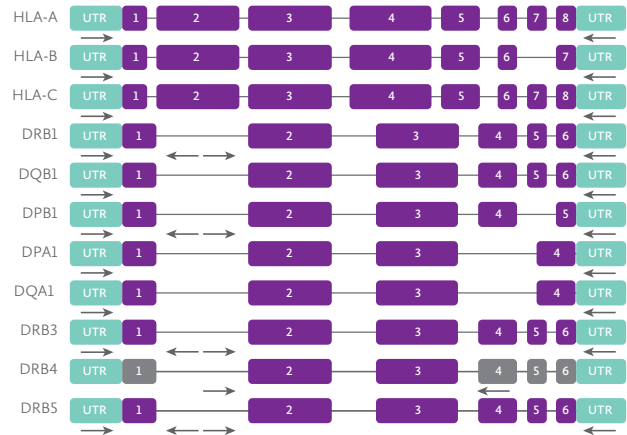 HLA-A UTR 1 2 3 4 5 6 7 8 UTR
HLA-B UTR 1 2 3 4 5 6 7 UTR
HLA-C UTR 1 2 3 4 5 6 7 8 UTR
DRB1 UTR 1 2 3 4 5 6 UTR
DQB1 UTR 1 2 3 4 5 6 UTR
DPB1 UTR 1 2 3 4 5 UTR
DPA1 UTR 1 2 3 4 UTR
DQA1 UTR 1 2 3 4 UTR
DRB3 UTR 1 2 3 4 5 6 UTR
DRB4 UTR 1 2 3 4 5 6 UTR
DRB5 UTR 1 2 3 4 5 6 UTR